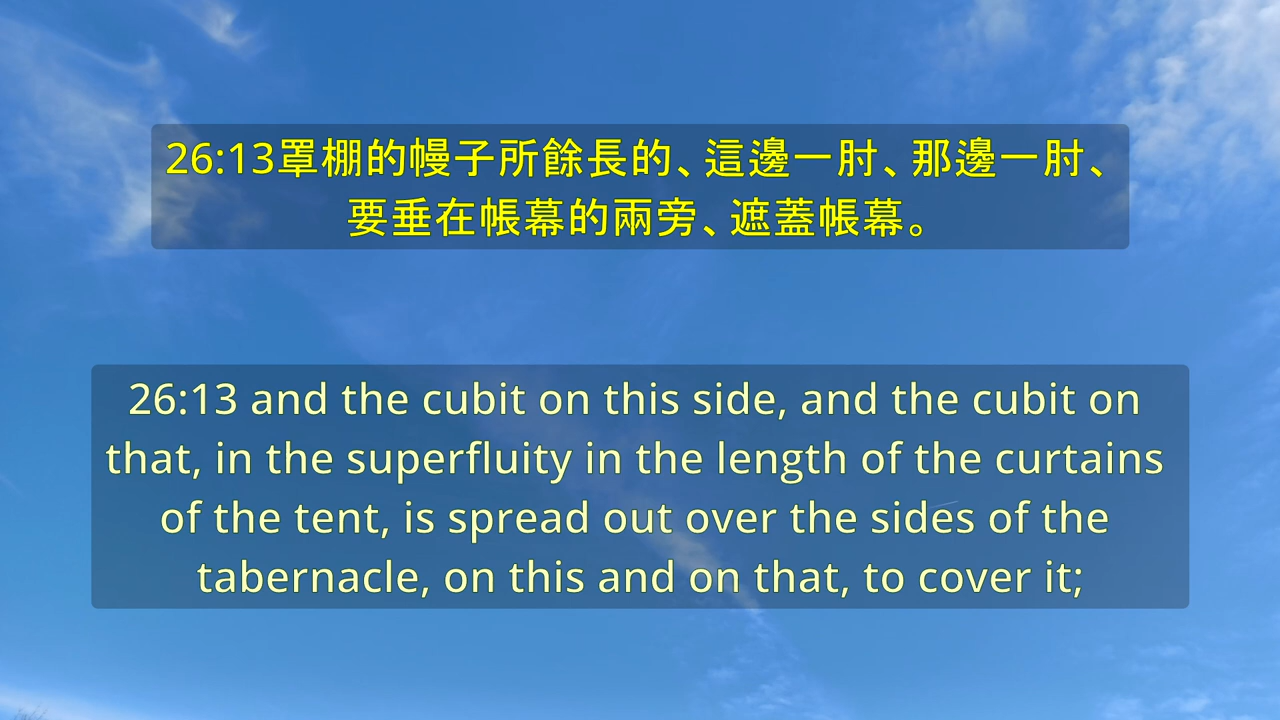 26:13罩棚的幔子所餘長的、這邊一肘、那邊一肘、
要垂在帳幕的兩旁、遮蓋帳幕。
26:13 and the cubit on this side, and the cubit on
that, in the superfluity in the length of the curtains
of the tent, is spread out over the sides of the
tabernacle, on this and on that, to cover it;